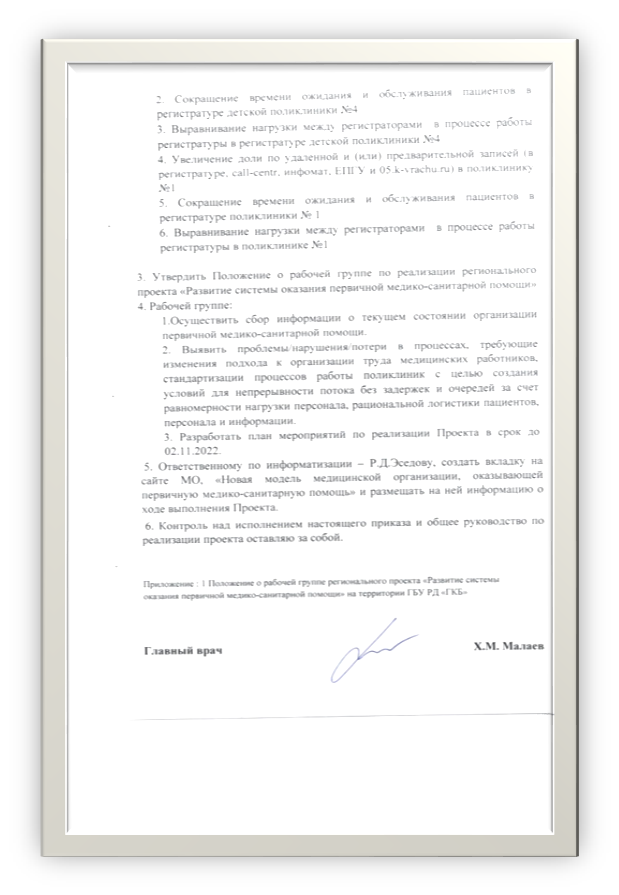 2. Сокращение времени ожидания и обслуживания пациентов в
регистратуре детской поликлиники №4
3. Выравнивание нагрузки между регистраторами в процессе работы
регистратуры в регистратуре детской поликлиники №4
4. Увеличение доли по удаленной и (или) предварительной записей (в
регистратуре, call-centr, инфомат, ЕПГУ и 05.k-vrachu.ru) в поликлинику
№1
5. Сокращение времени ожидания и обслуживания пациентов в
регистратуре поликлиники № 1
6. Выравнивание нагрузки между регистраторами в процессе работы
регистратуры в поликлинике №1
3. Утвердить Положение о рабочей группе по реализации регионального
проекта «Развитие системы оказания первичной медико-санитарной помощи»
4. Рабочей группе:
1.Осуществить сбор информации о текущем состоянии организации
первичной медико-санитарной помощи.
2. Выявить проблемы/нарушения/потери в процессах, требующие
изменения подхода к организации труда медицинских работников,
стандартизации процессов работы поликлиник с целью создания
условий для непрерывности потока без задержек и очередей за счет
равномерности нагрузки персонала, рациональной логистики пациентов,
персонала и информации.
3. Разработать план мероприятий по реализации Проекта в срок до
02.11.2022.
5. Ответственному по информатизации – Р.Д.Эседову, создать вкладку на
сайте МО, «Новая модель медицинской организации, оказывающей
первичную медико-санитарную помощь» и размещать на ней информацию о
ходе выполнения Проекта.
6. Контроль над исполнением настоящего приказа и общее руководство по
реализации проекта оставляю за собой.
Приложение : 1 Положение о рабочей группе регионального проекта «Развитие системы
оказания первичной медико-санитарной помощи» на территории ГБУ РД «ГКБ»
Главный врач Х.М. Малаев